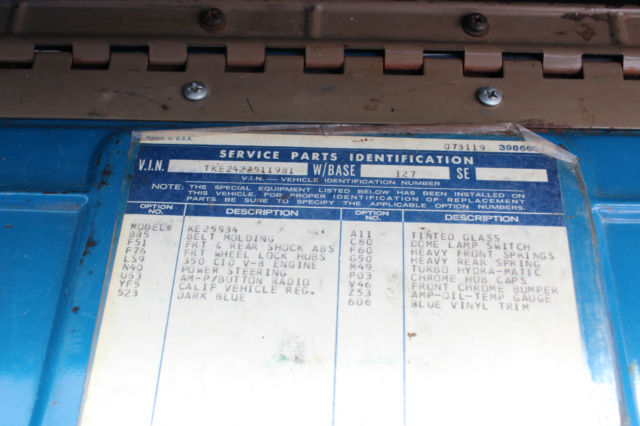 073119 39866
SERVICE PARTS IDENTIFICATION
V.I.N. W/BASE 127 SE
V.I.N. — VEHICLE IDENTIFICATION NUMBER
NOTE: THE SPECIAL EQUIPMENT LISTED BELOW HAS BEEN INSTALLED ON
THIS VEHICLE. FOR PROPER IDENTIFICATION OF REPLACEMENT
PARTS BE SURE TO SPECIFY THE APPLICABLE OPTION NUMBERS.
OPTION NO. DESCRIPTION OPTION NO. DESCRIPTION
MODEL# KE25934 A11 TINTED GLASS
B85 BELT MOLDING C80 DOME LAMP SWITCH
F51 FRT & REAR SHOCK ABS F60 HEAVY FRONT SPRINGS
F76 FRT WHEEL LOCK HUBS G50 HEAVY REAR SPRING
LS9 350 CID V-8 ENGINE M49 TURBO HYDRA-MATIC
N40 POWER STEERING P03 CHROME HUB CAPS
U63 AM-P/BUTTON RADIO V46 FRONT CHROME BUMPER
YF5 CALIF VEHICLE REG. Z53 AMP-OIL-TEMP GAUGE
523 DARK BLUE 606 BLUE VINYL TRIM